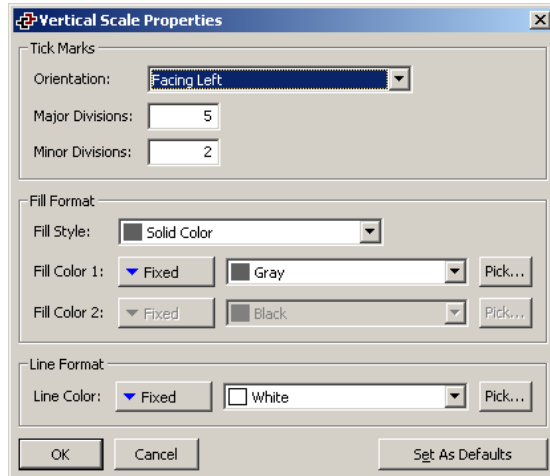 Vertical Scale Properties
Tick Marks
Orientation: Facing Left
Major Divisions: 5
Minor Divisions: 2
Fill Format
Fill Style: Solid Color
Fill Color 1: Fixed Gray Pick...
Fill Color 2: Fixed Black Pick...
Line Format
Line Color: Fixed White Pick...
OK Cancel Set As Defaults